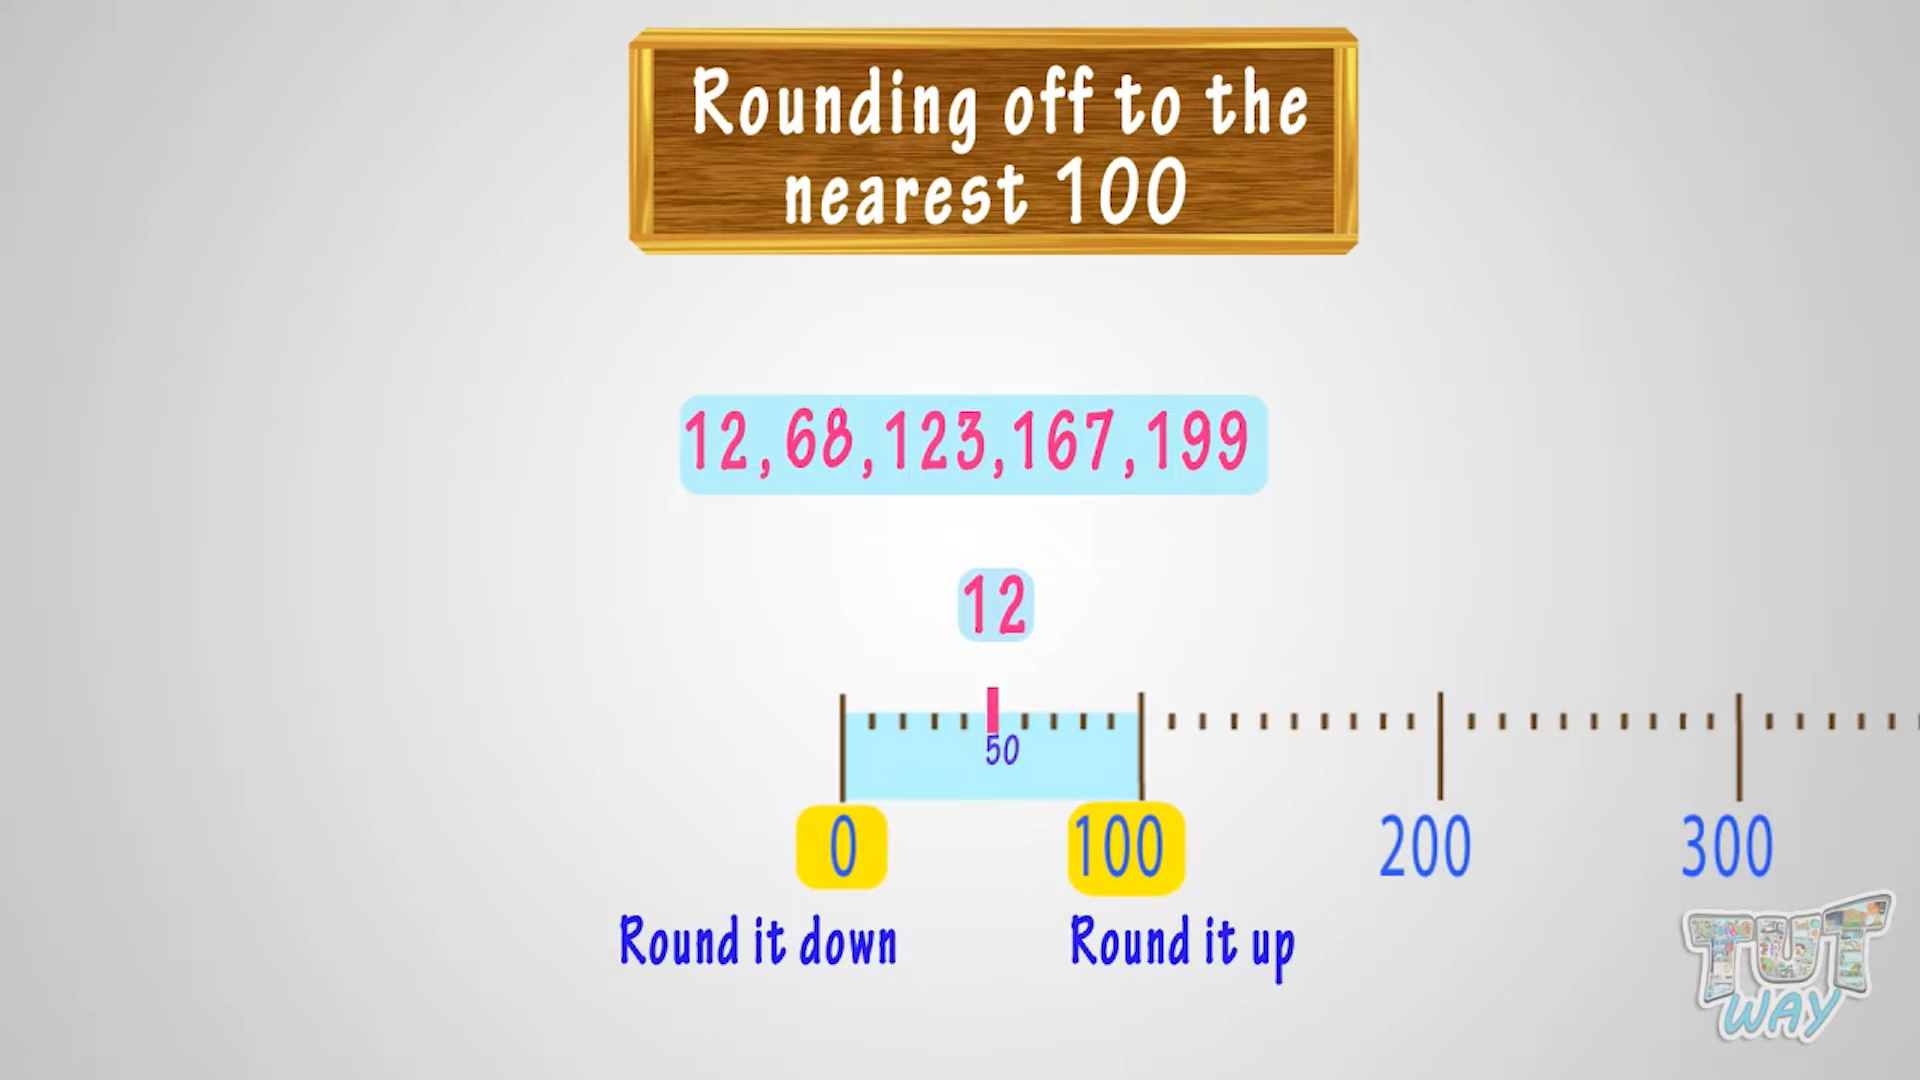 Rounding off to the
nearest 100
12,68,123,167,199
12
50
0 100 200 300
Round it down Round it up
TUT
WAY